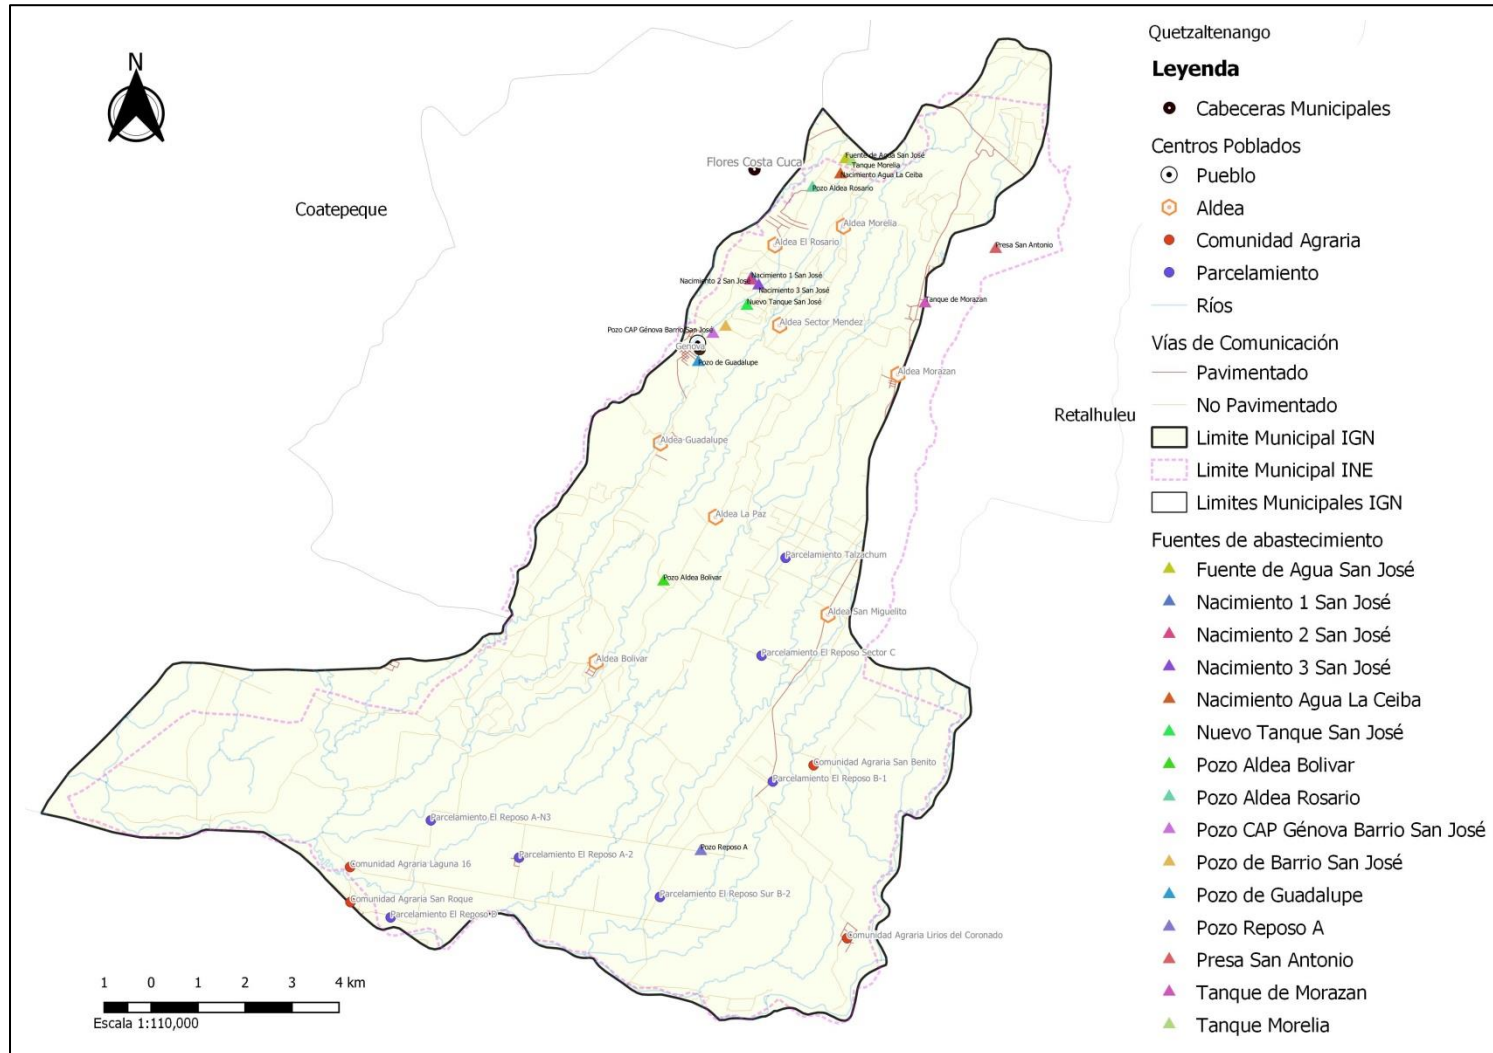 N
Quetzaltenango
Leyenda
Cabeceras Municipales
Centros Poblados
Pueblo
Aldea
Comunidad Agraria
Parcelamiento
Ríos
Vías de Comunicación
Pavimentado
No Pavimentado
Limite Municipal IGN
Limite Municipal INE
Limites Municipales IGN
Fuentes de abastecimiento
Fuente de Agua San José
Nacimiento 1 San José
Nacimiento 2 San José
Nacimiento 3 San José
Nacimiento Agua La Ceiba
Nuevo Tanque San José
Pozo Aldea Bolivar
Pozo Aldea Rosario
Pozo CAP Génova Barrio San José
Pozo de Barrio San José
Pozo de Guadalupe
Pozo Reposo A
Presa San Antonio
Tanque de Morazan
Tanque Morelia
Flores Costa Cuca
Coatepeque
Retalhuleu
Fuente de Agua San José
Tanque Morelia
Nacimiento Agua La Ceiba
Pozo Aldea Rosario
Aldea Morelia
Aldea El Rosario
Presa San Antonio
Nacimiento 1 San José
Nacimiento 2 San José
Nacimiento 3 San José
Nuevo Tanque San José
Tanque de Morazan
Aldea Sector Mendez
Pozo CAP Génova Barrio San José
Génova
Pozo de Guadalupe
Aldea Morazan
Aldea Guadalupe
Aldea La Paz
Parcelamiento Talzachum
Pozo Aldea Bolivar
Aldea San Miguelito
Parcelamiento El Reposo Sector C
Aldea Bolivar
Comunidad Agraria San Benito
Parcelamiento El Reposo B-1
Parcelamiento El Reposo A-N3
Pozo Reposo A
Parcelamiento El Reposo A-2
Comunidad Agraria Laguna 16
Parcelamiento El Reposo Sur B-2
Comunidad Agraria San Roque
Parcelamiento El Reposo D
Comunidad Agraria Lirios del Coronado
1 0 1 2 3 4 km
Escala 1:110,000